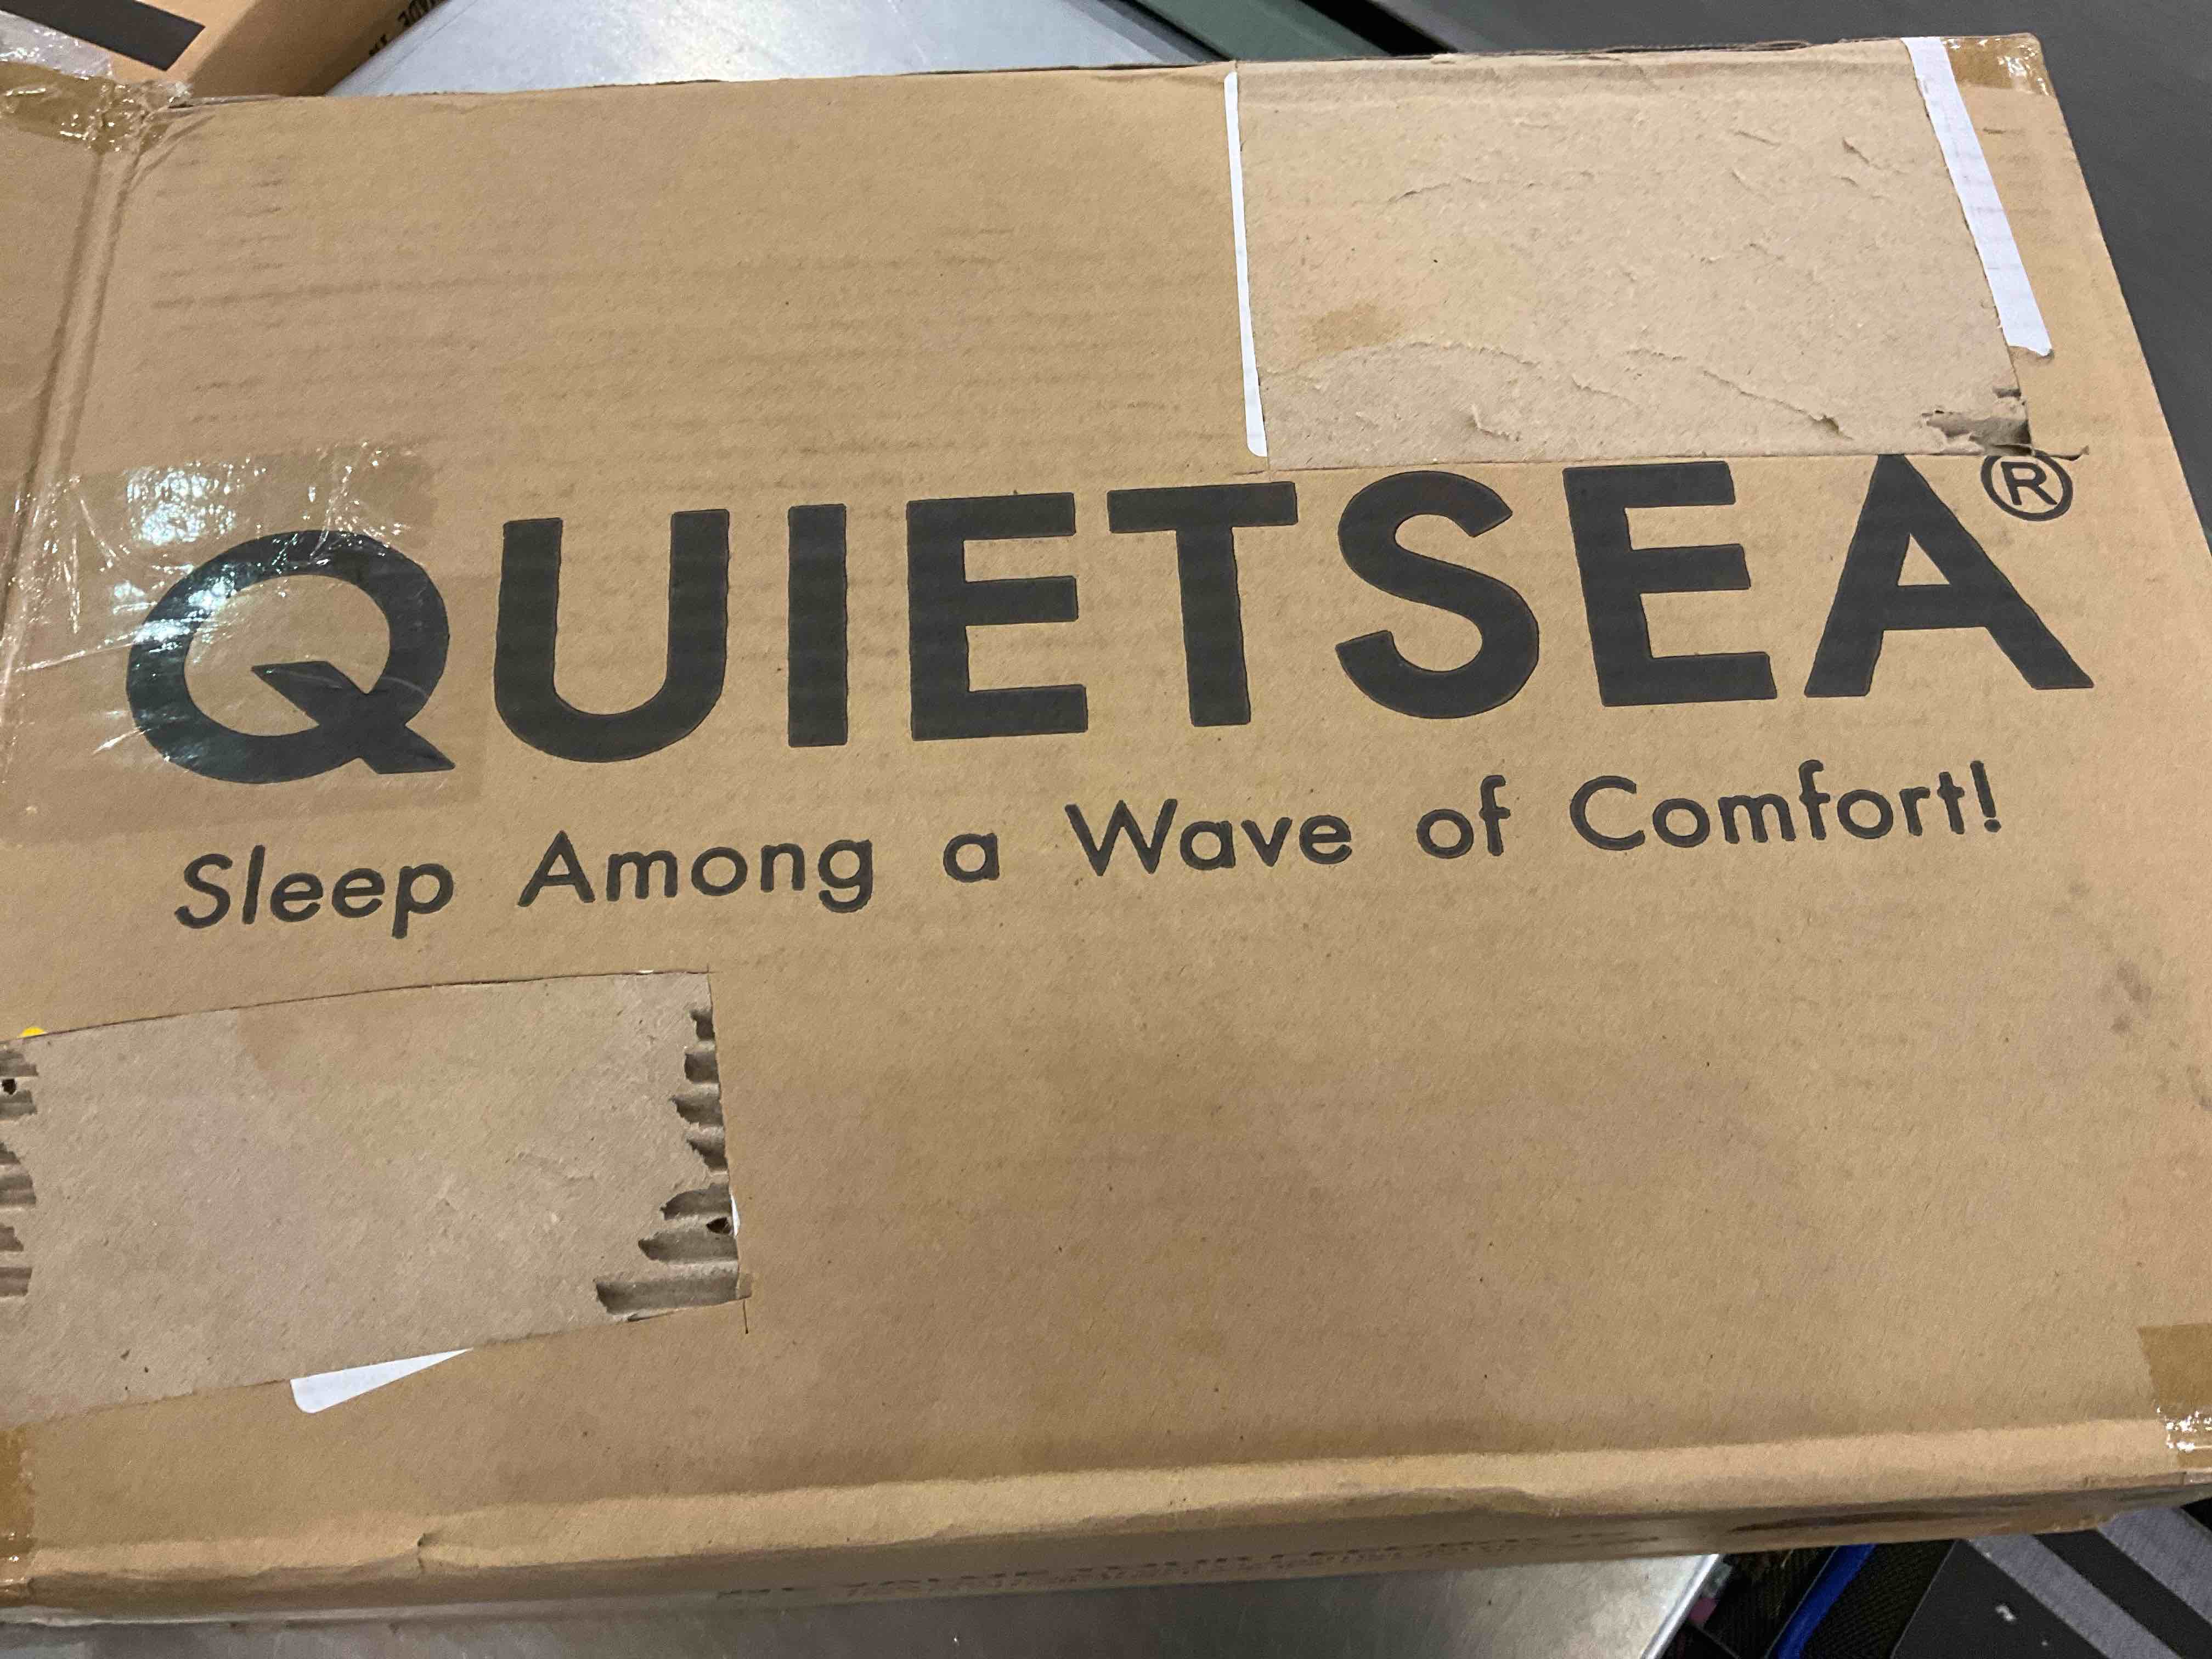 QUIETSEA®
Sleep Among a Wave of Comfort!